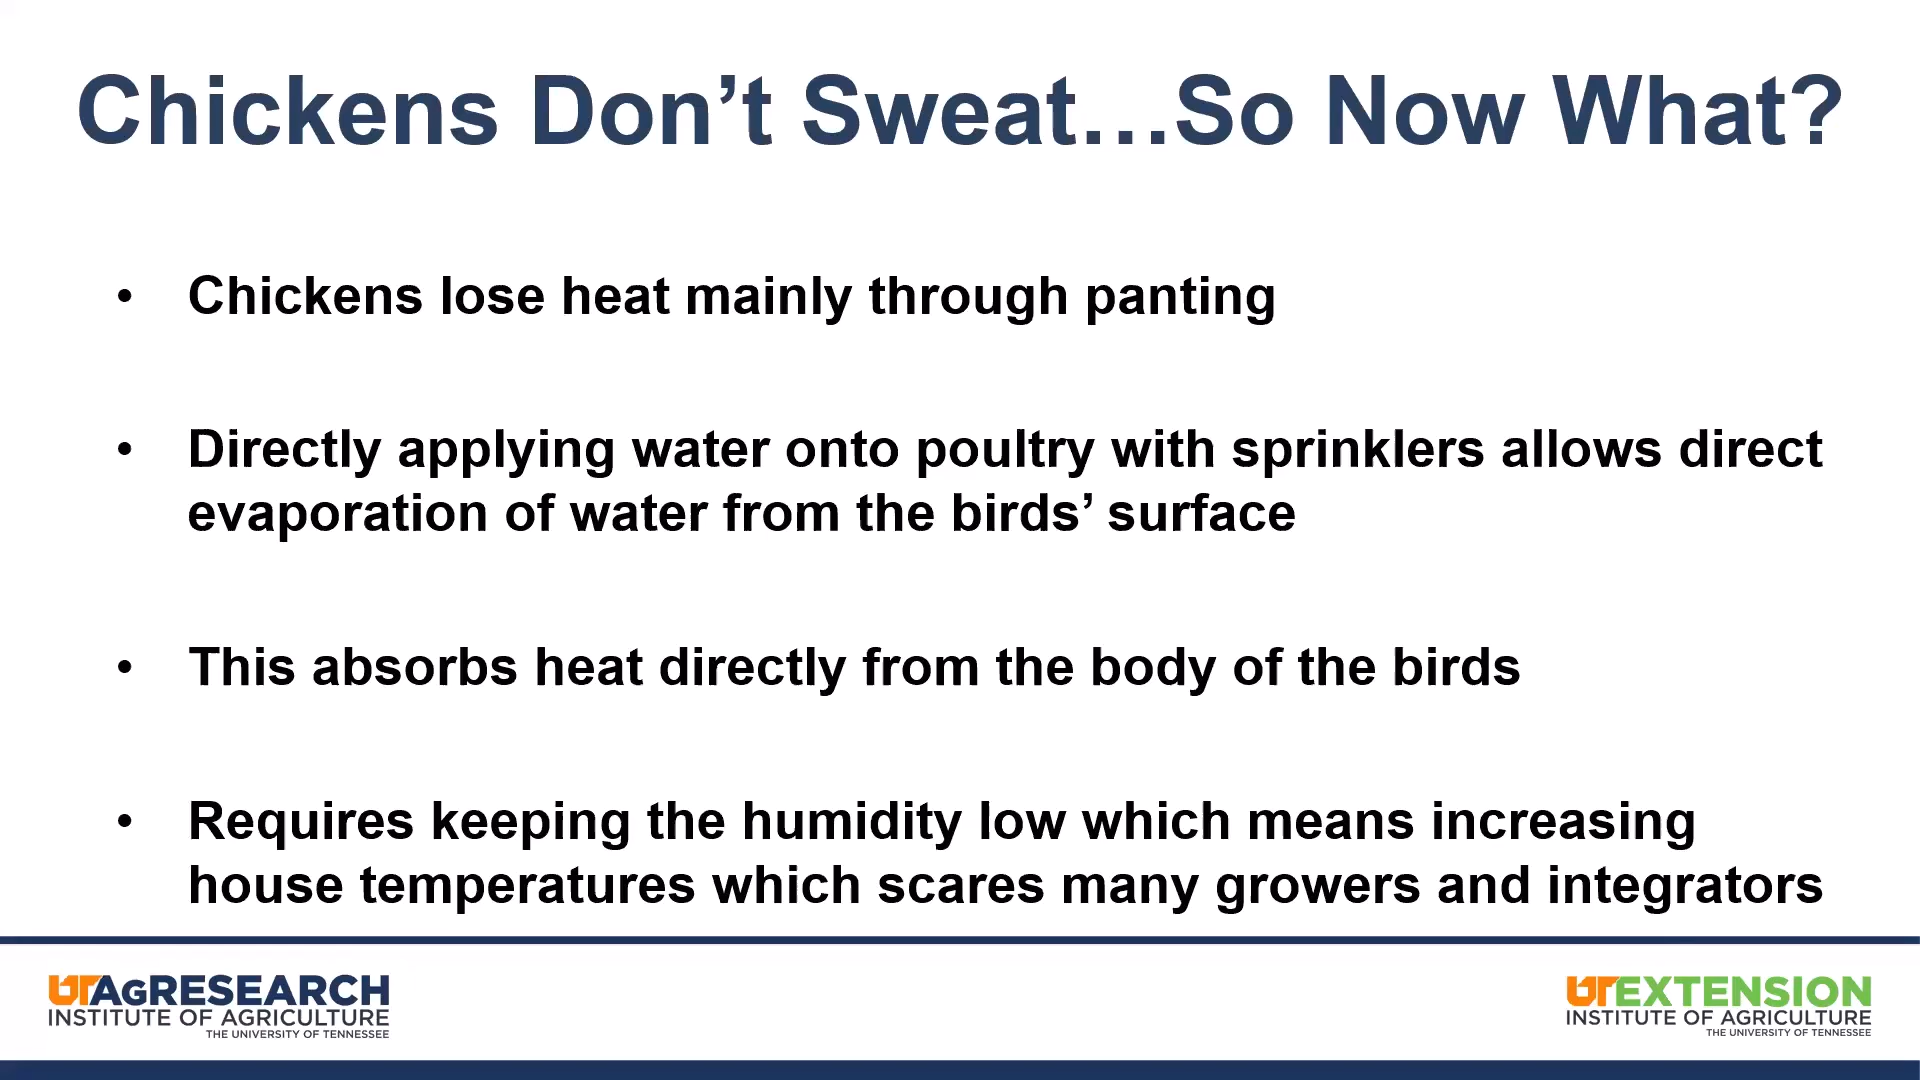 Chickens Don’t Sweat…So Now What?
• Chickens lose heat mainly through panting
• Directly applying water onto poultry with sprinklers allows direct
evaporation of water from the birds’ surface
• This absorbs heat directly from the body of the birds
• Requires keeping the humidity low which means increasing
house temperatures which scares many growers and integrators
UTAGRESEARCH
INSTITUTE OF AGRICULTURE
THE UNIVERSITY OF TENNESSEE
UTEXTENSION
INSTITUTE OF AGRICULTURE
THE UNIVERSITY OF TENNESSEE